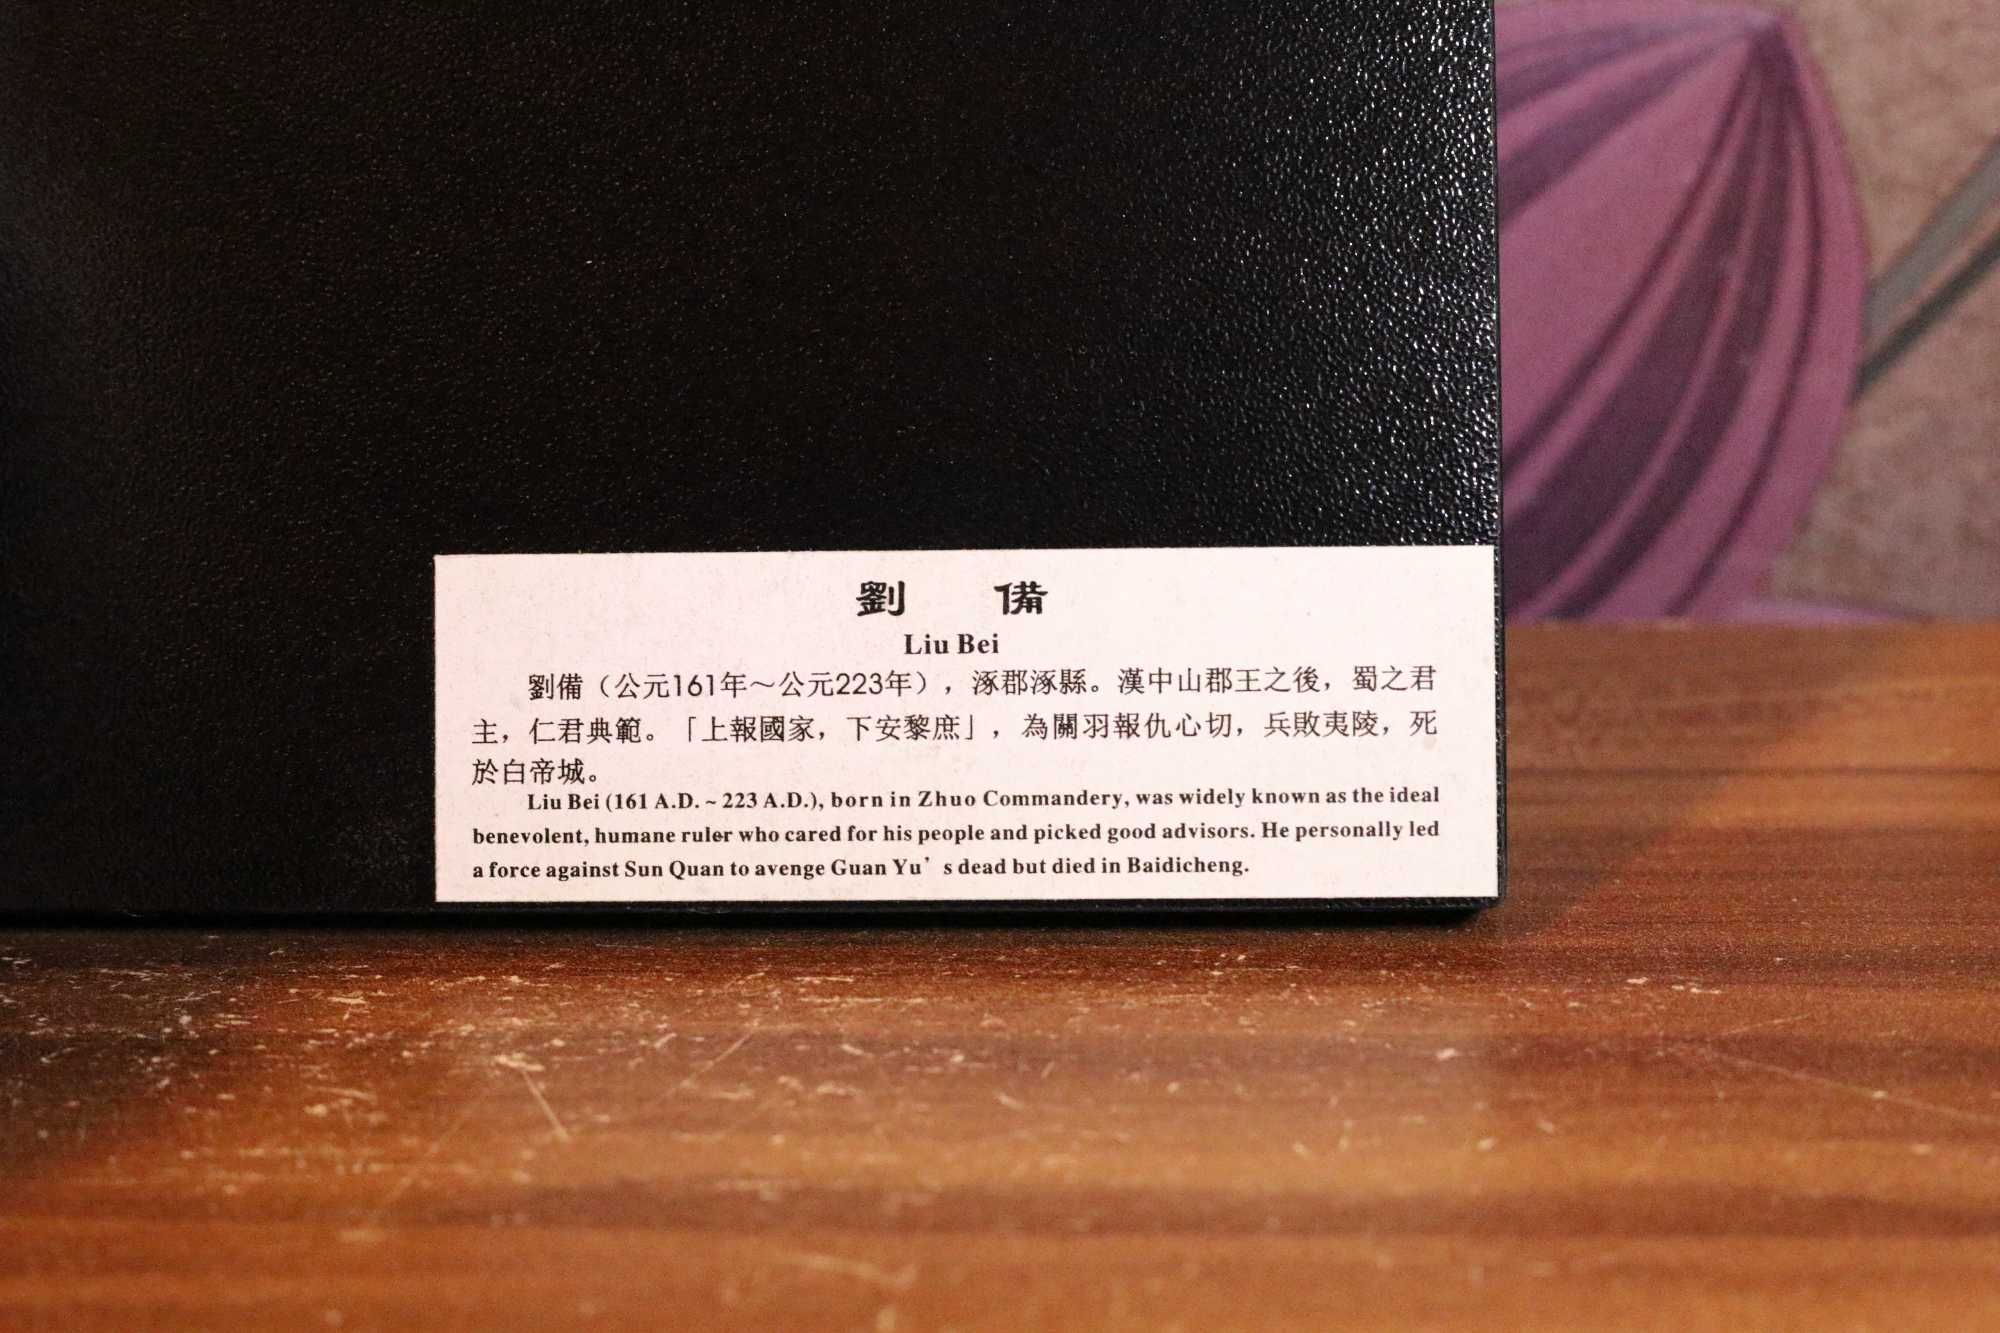 劉 備
Liu Bei
劉備（公元161年～公元223年），涿郡涿縣。漢中山郡王之後，蜀之君
主，仁君典範。「上報國家，下安黎庶」，為關羽報仇心切，兵敗夷陵，死
於白帝城。
Liu Bei (161 A.D. ~ 223 A.D.), born in Zhuo Commandery, was widely known as the ideal
benevolent, humane ruler who cared for his people and picked good advisors. He personally led
a force against Sun Quan to avenge Guan Yu’s dead but died in Baidicheng.